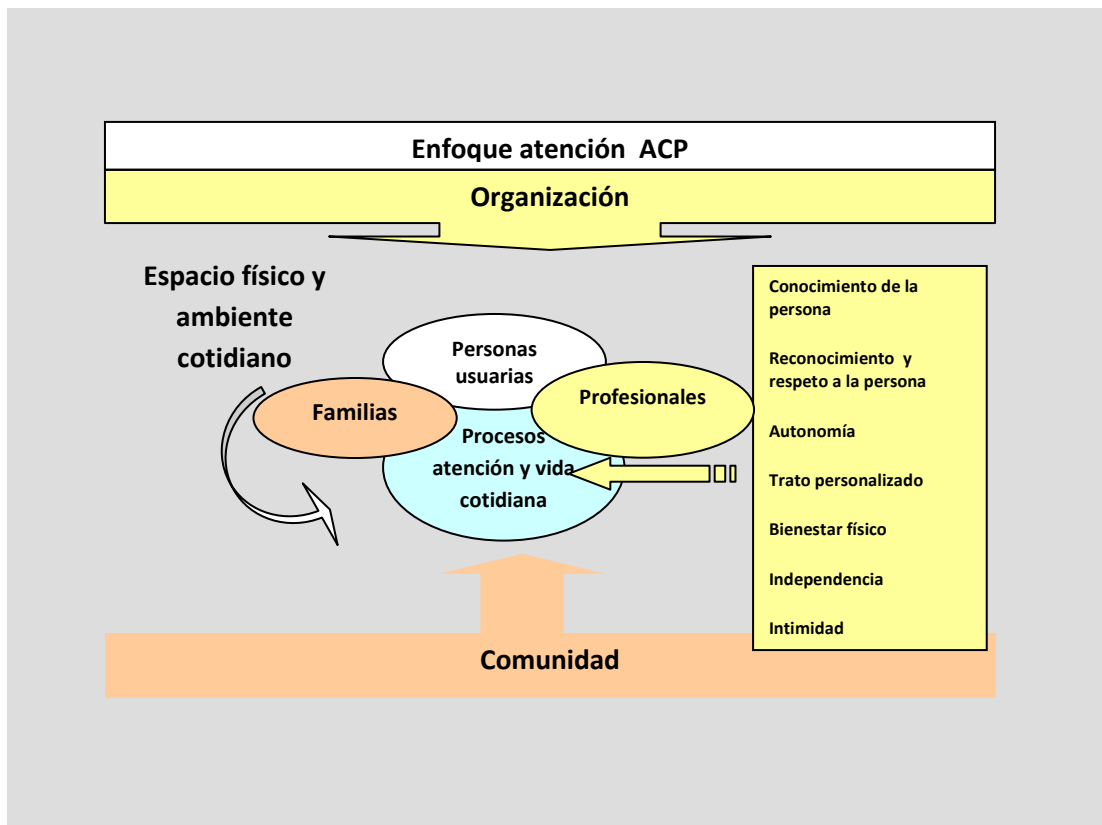 Enfoque atención ACP
Organización
Espacio físico y
ambiente
cotidiano
Personas
usuarias
Familias
Profesionales
Procesos
atención y vida
cotidiana
Conocimiento de la
persona
Reconocimiento y
respeto a la persona
Autonomía
Trato personalizado
Bienestar físico
Independencia
Intimidad
Comunidad